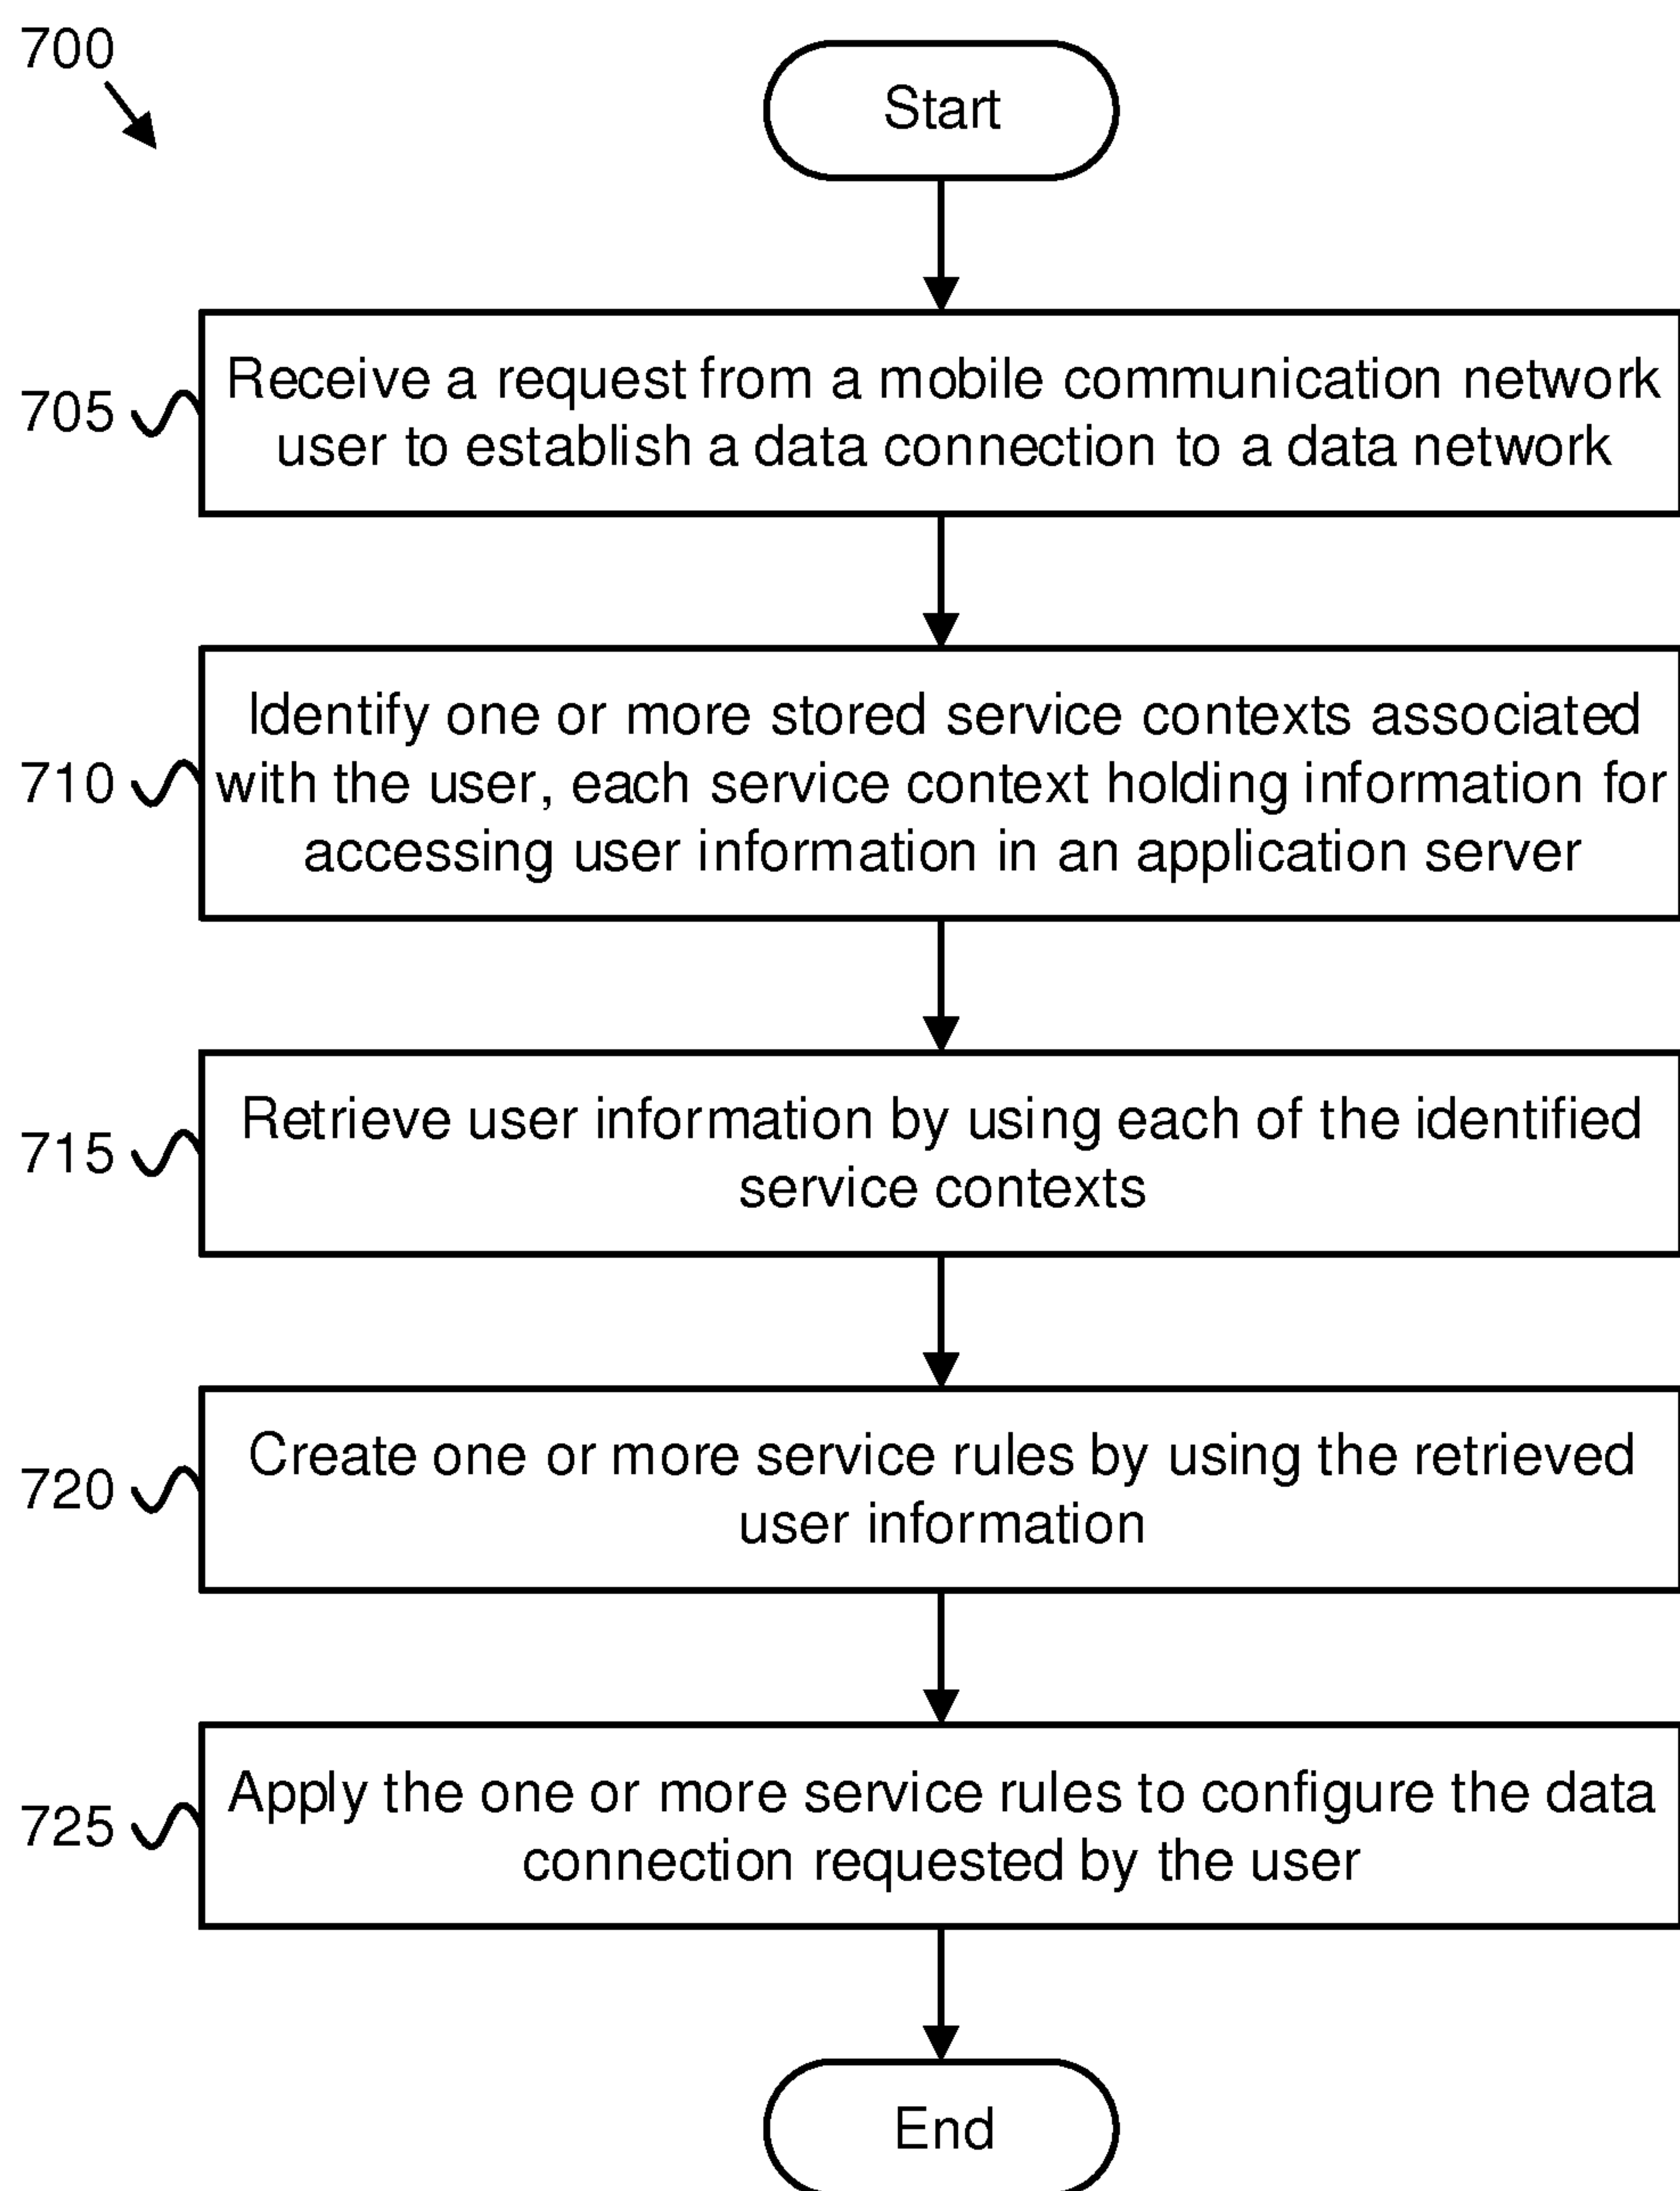 700
Start
705
Receive a request from a mobile communication network
user to establish a data connection to a data network
710
Identify one or more stored service contexts associated
with the user, each service context holding information for
accessing user information in an application server
715
Retrieve user information by using each of the identified
service contexts
720
Create one or more service rules by using the retrieved
user information
725
Apply the one or more service rules to configure the data
connection requested by the user
End